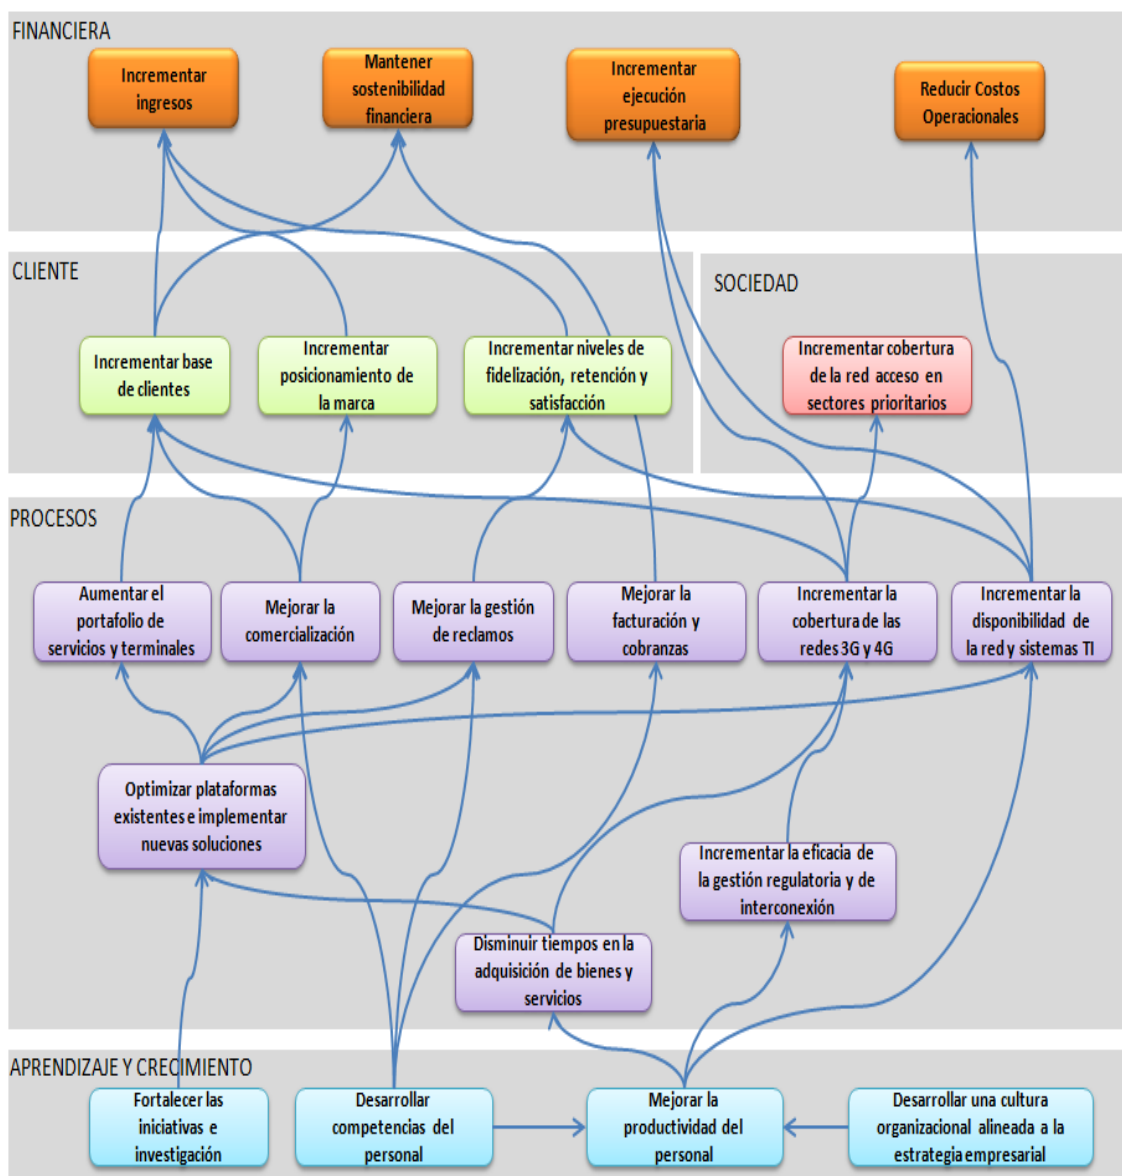 FINANCIERA
Incrementar
ingresos
Mantener
sostenibilidad
financiera
Incrementar
ejecución
presupuestaria
Reducir Costos
Operacionales
CLIENTE
SOCIEDAD
Incrementar base
de clientes
Incrementar
posicionamiento de
la marca
Incrementar niveles de
fidelización, retención y
satisfacción
Incrementar cobertura
de la red acceso en
sectores prioritarios
PROCESOS
Aumentar el
portafolio de
servicios y terminales
Mejorar la
comercialización
Mejorar la gestión
de reclamos
Mejorar la
facturación y
cobranzas
Incrementar la
cobertura de las
redes 3G y 4G
Incrementar la
disponibilidad de
la red y sistemas TI
Optimizar plataformas
existentes e implementar
nuevas soluciones
Incrementar la eficacia de
la gestión regulatoria y de
interconexión
Disminuir tiempos en la
adquisición de bienes y
servicios
APRENDIZAJE Y CRECIMIENTO
Fortalecer las
iniciativas e
investigación
Desarrollar
competencias del
personal
Mejorar la
productividad del
personal
Desarrollar una cultura
organizacional alineada a la
estrategia empresarial